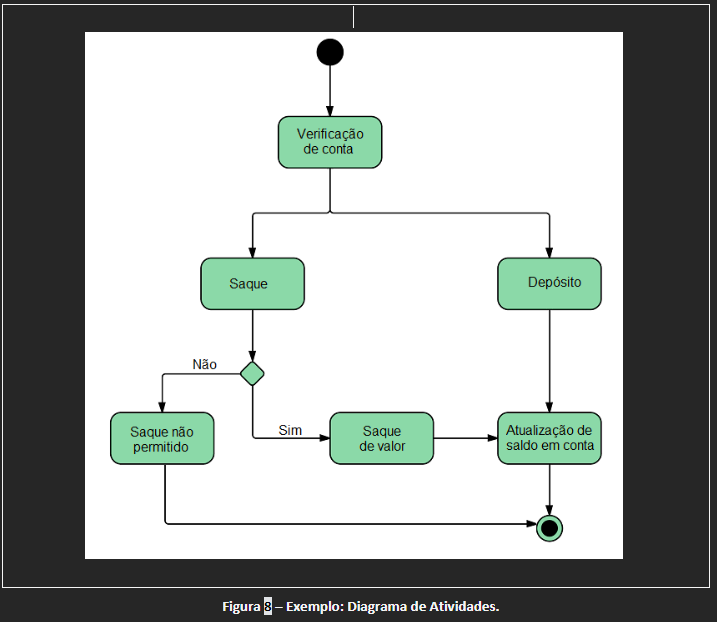 Verificação
de conta
Saque
Depósito
Não
Sim
Saque não
permitido
Saque
de valor
Atualização de
saldo em conta
Figura 8 – Exemplo: Diagrama de Atividades.